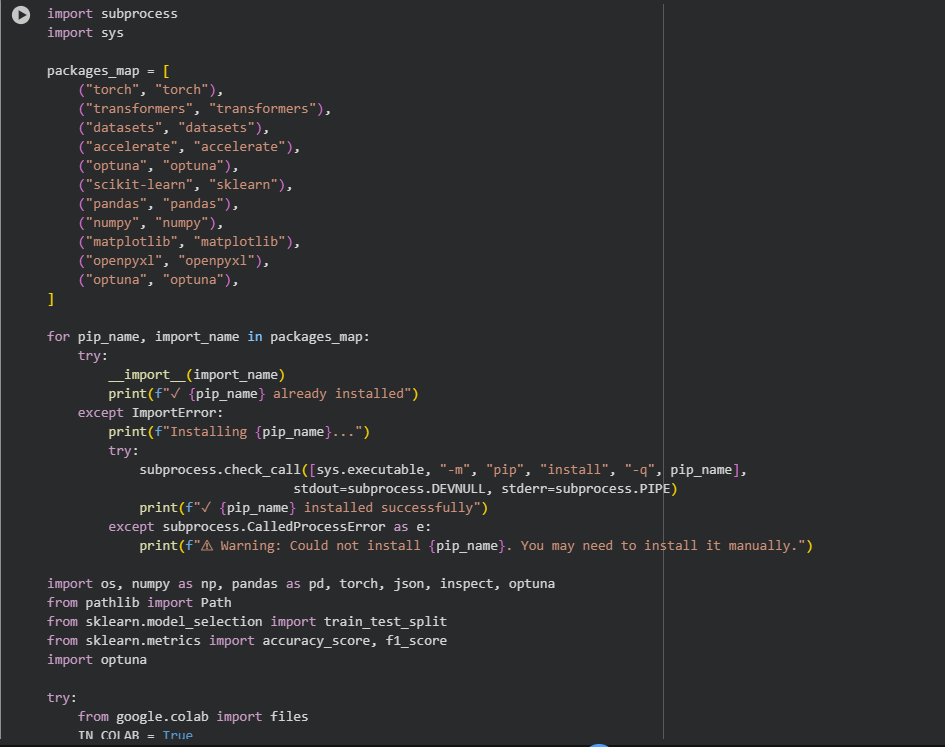 import subprocess
import sys
packages_map = [
    ("torch", "torch"),
    ("transformers", "transformers"),
    ("datasets", "datasets"),
    ("accelerate", "accelerate"),
    ("optuna", "optuna"),
    ("scikit-learn", "sklearn"),
    ("pandas", "pandas"),
    ("numpy", "numpy"),
    ("matplotlib", "matplotlib"),
    ("openpyxl", "openpyxl"),
    ("optuna", "optuna"),
]
for pip_name, import_name in packages_map:
    try:
        __import__(import_name)
        print(f"✓ {pip_name} already installed")
    except ImportError:
        print(f"Installing {pip_name}...")
        try:
            subprocess.check_call([sys.executable, "-m", "pip", "install", "-q", pip_name],
                                stdout=subprocess.DEVNULL, stderr=subprocess.PIPE)
            print(f"✓ {pip_name} installed successfully")
        except subprocess.CalledProcessError as e:
            print(f"⚠ Warning: Could not install {pip_name}. You may need to install it manually.")
import os, numpy as np, pandas as pd, torch, json, inspect, optuna
from pathlib import Path
from sklearn.model_selection import train_test_split
from sklearn.metrics import accuracy_score, f1_score
import optuna
try:
    from google.colab import files
    IN_COLAB = True